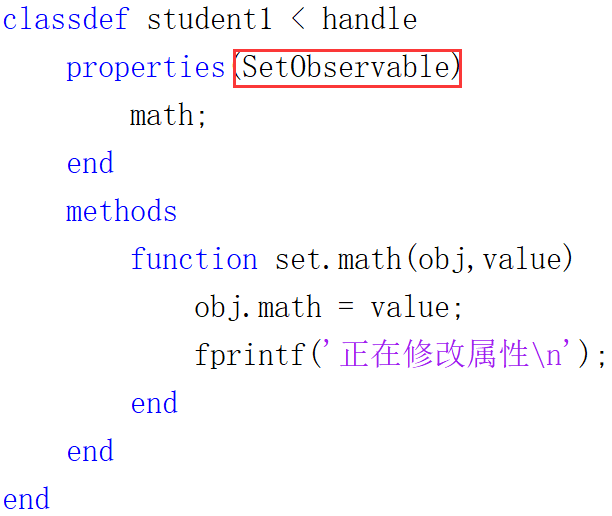 classdef student1 < handle
    properties(SetObservable)
        math;
    end
    methods
        function set.math(obj,value)
            obj.math = value;
            fprintf('正在修改属性\n');
        end
    end
end